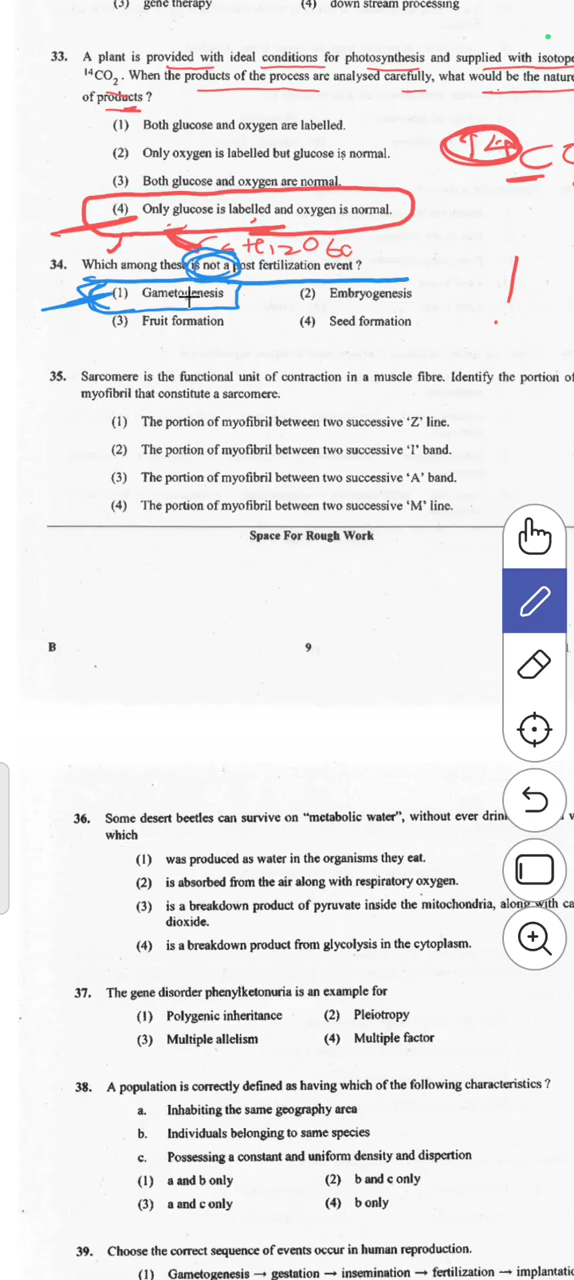 (3) gene therapy (4) down stream processing
33. A plant is provided with ideal conditions for photosynthesis and supplied with isotope
¹⁴CO₂. When the products of the process are analysed carefully, what would be the nature
of products ?
(1) Both glucose and oxygen are labelled.
(2) Only oxygen is labelled but glucose is normal.
(3) Both glucose and oxygen are normal.
(4) Only glucose is labelled and oxygen is normal.
34. Which among these is not a post fertilization event ?
(1) Gametogenesis (2) Embryogenesis
(3) Fruit formation (4) Seed formation
35. Sarcomere is the functional unit of contraction in a muscle fibre. Identify the portion of
myofibril that constitute a sarcomere.
(1) The portion of myofibril between two successive ‘Z’ line.
(2) The portion of myofibril between two successive ‘I’ band.
(3) The portion of myofibril between two successive ‘A’ band.
(4) The portion of myofibril between two successive ‘M’ line.
Space For Rough Work
B 9
36. Some desert beetles can survive on “metabolic water”, without ever
which
(1) was produced as water in the organisms they eat.
(2) is absorbed from the air along with respiratory oxygen.
(3) is a breakdown product of pyruvate inside the mitochondria, along with ca
dioxide.
(4) is a breakdown product from glycolysis in the cytoplasm.
37. The gene disorder phenylketonuria is an example for
(1) Polygenic inheritance (2) Pleiotropy
(3) Multiple allelism (4) Multiple factor
38. A population is correctly defined as having which of the following characteristics ?
a. Inhabiting the same geography area
b. Individuals belonging to same species
c. Possessing a constant and uniform density and dispertion
(1) a and b only (2) b and c only
(3) a and c only (4) b only
39. Choose the correct sequence of events occur in human reproduction.
(1) Gametogenesis → gestation → insemination → fertilization → implantatio